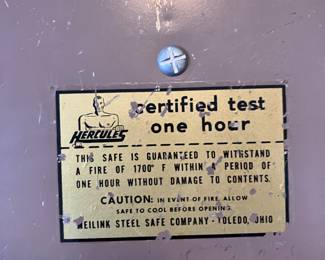 HERCULES
certified test
one hour
THIS SAFE IS GUARANTEED TO WITHSTAND
A FIRE OF 1700° F WITHIN A PERIOD OF
ONE HOUR WITHOUT DAMAGE TO CONTENTS.
CAUTION: IN EVENT OF FIRE, ALLOW
SAFE TO COOL BEFORE OPENING.
MEILINK STEEL SAFE COMPANY - TOLEDO, OHIO